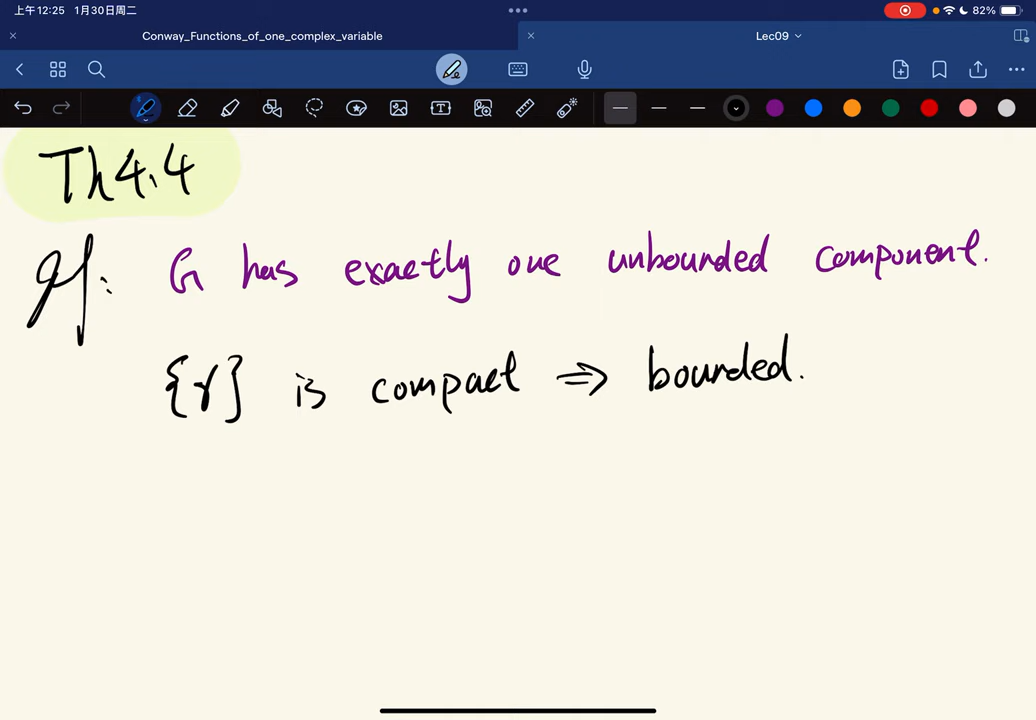 上午12:25 1月30日周二
82%
Conway_Functions_of_one_complex_variable
Lec09
Th4.4
pf: G has exactly one unbounded component.
{γ} is compact ⇒ bounded.